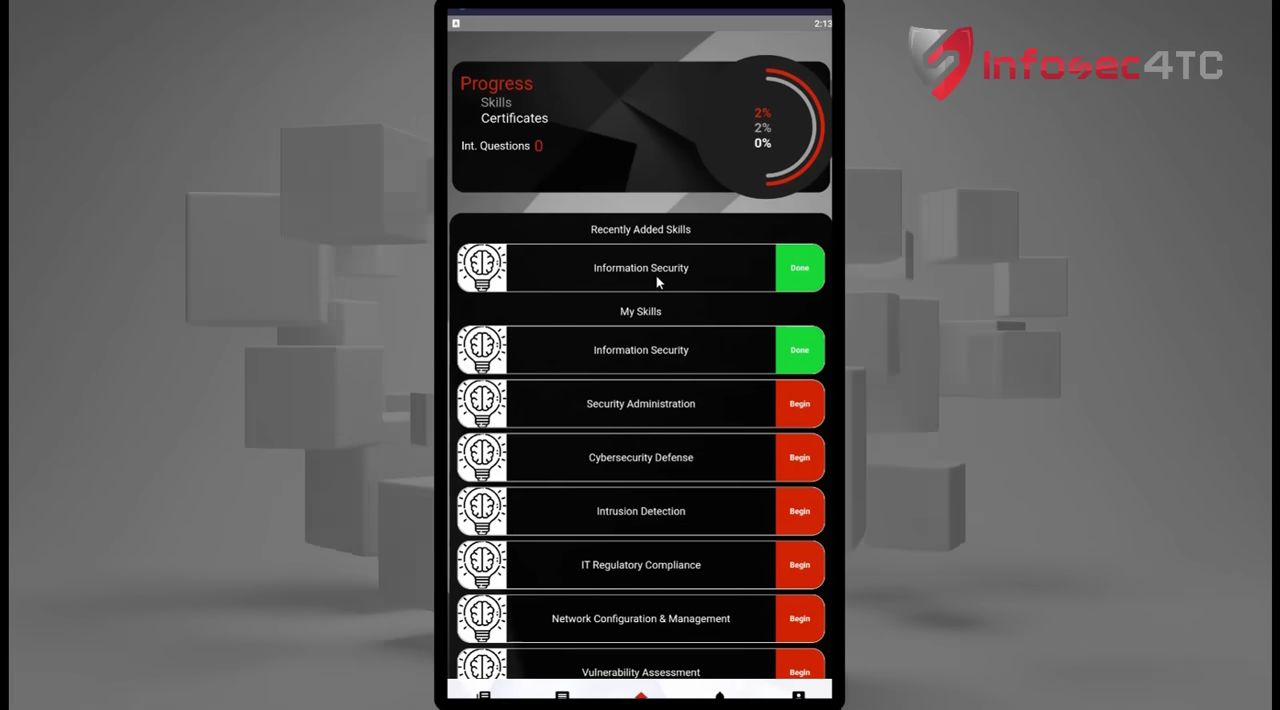 2:13
Infosec4TC
Progress
Skills
Certificates
Int. Questions 0
2%
2%
0%
Recently Added Skills
Information Security
Done
My Skills
Information Security
Done
Security Administration
Begin
Cybersecurity Defense
Begin
Intrusion Detection
Begin
IT Regulatory Compliance
Begin
Network Configuration & Management
Begin
Vulnerability Assessment
Begin